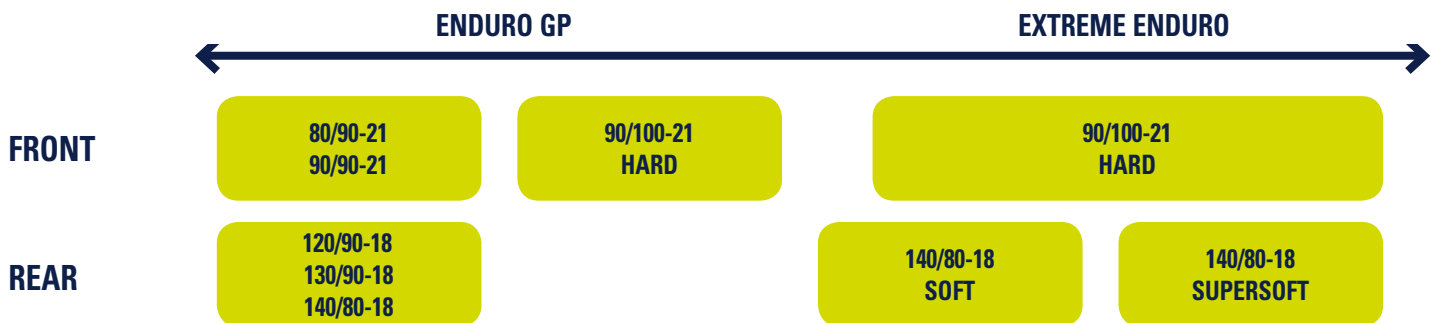 ENDURO GP
EXTREME ENDURO
FRONT
80/90-21
90/90-21
90/100-21
HARD
90/100-21
HARD
REAR
120/90-18
130/90-18
140/80-18
140/80-18
SOFT
140/80-18
SUPERSOFT